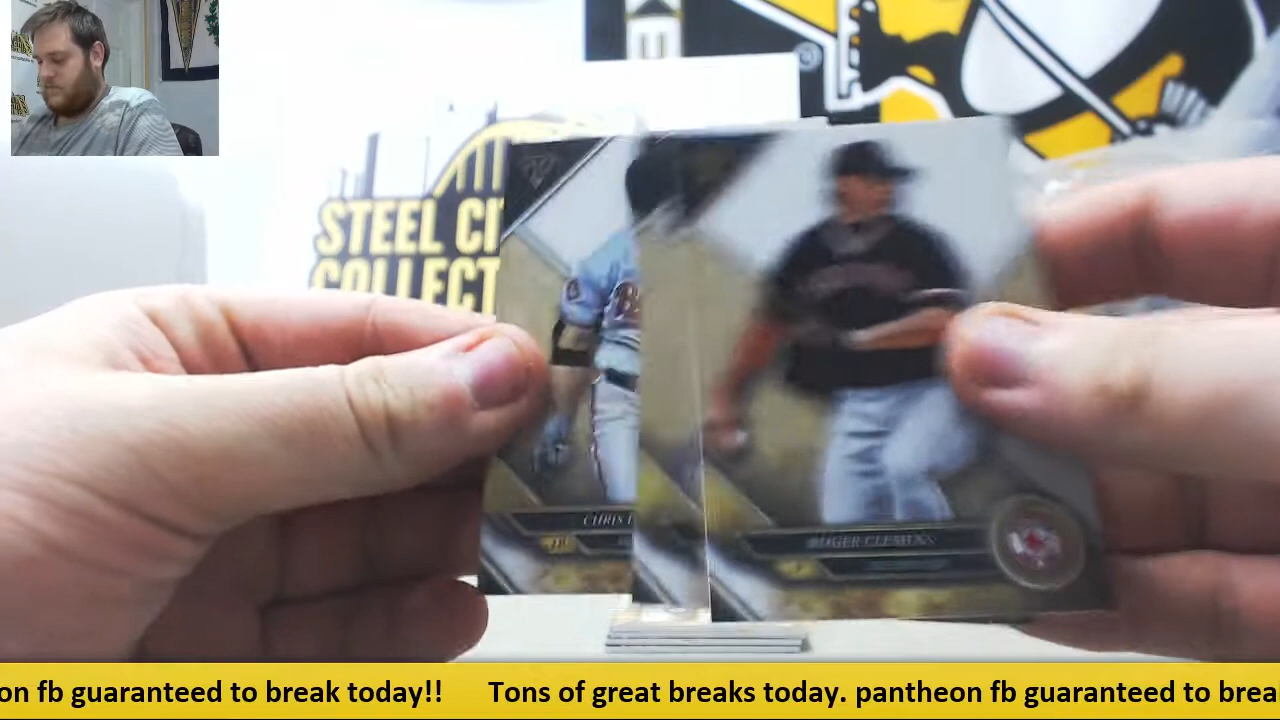 STEEL CI
COLLECT
CHRIS
1B
ROGER CLEMENS
on fb guaranteed to break today!! Tons of great breaks today. pantheon fb guaranteed to brea